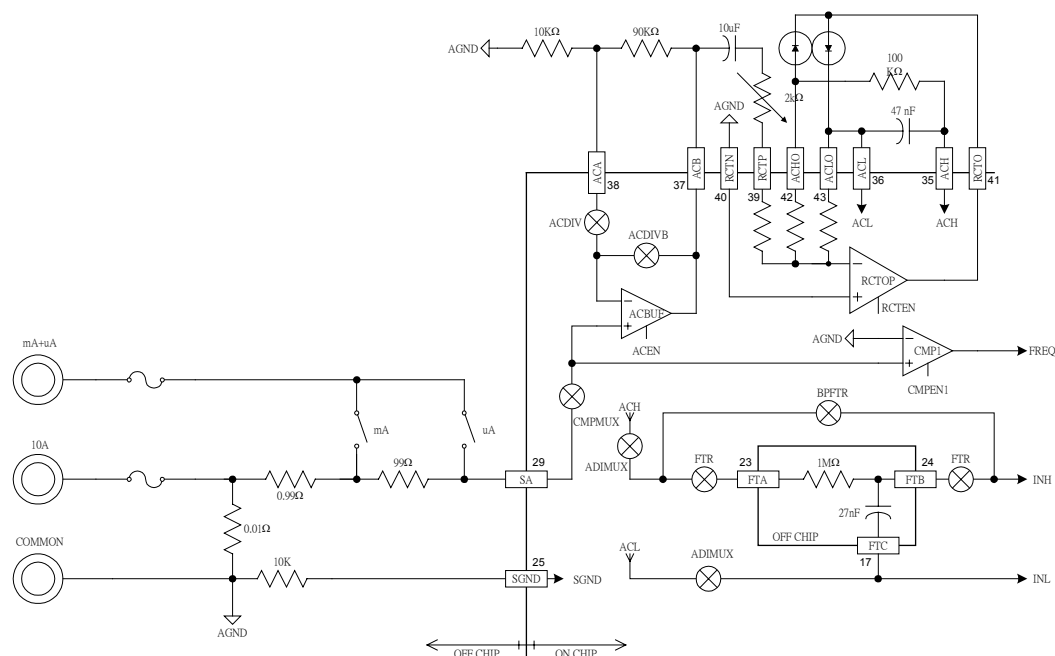 10KΩ
90KΩ
10uF
AGND
100
KΩ
2kΩ
AGND
47 nF
ACA
ACB
RCTN
RCTP
ACHO
ACLO
ACL
ACH
RCTO
38
37
40
39
42
43
36
35
41
ACL
ACH
ACDIV
ACDIVB
RCTOP
RCTEN
ACBUF
ACEN
AGND
CMP1
FREQ
CMPEN1
mA+uA
BPFTR
CMPMUX
ACH
mA
uA
10A
ADIMUX
99Ω
29
SA
FTR
23
FTA
1MΩ
24
FTB
FTR
INH
0.99Ω
27nF
0.01Ω
OFF CHIP
FTC
17
COMMON
10K
25
SGND
SGND
ACL
ADIMUX
INL
AGND
OFF CHIP
ON CHIP